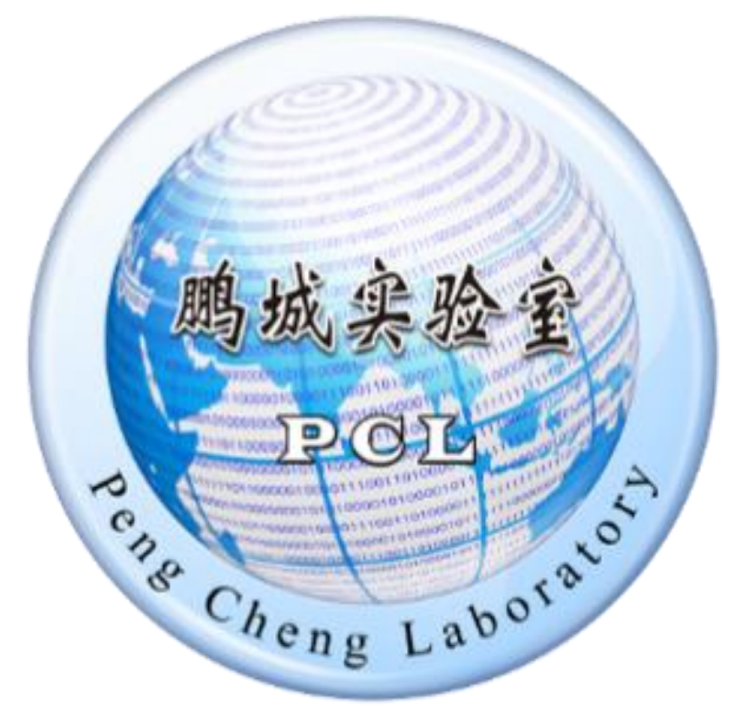 鹏城实验室
PCL
Peng Cheng Laboratory